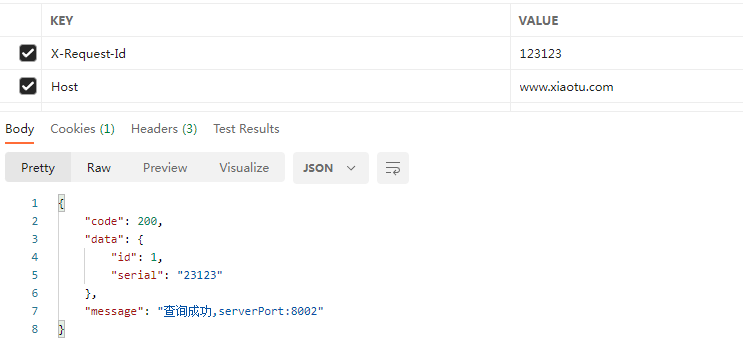 KEY VALUE
X-Request-Id 123123
Host www.xiaotu.com
Body Cookies (1) Headers (3) Test Results
Pretty Raw Preview Visualize JSON
1 {
2 "code": 200,
3 "data": {
4 "id": 1,
5 "serial": "23123"
6 },
7 "message": "查询成功,serverPort:8002"
8 }